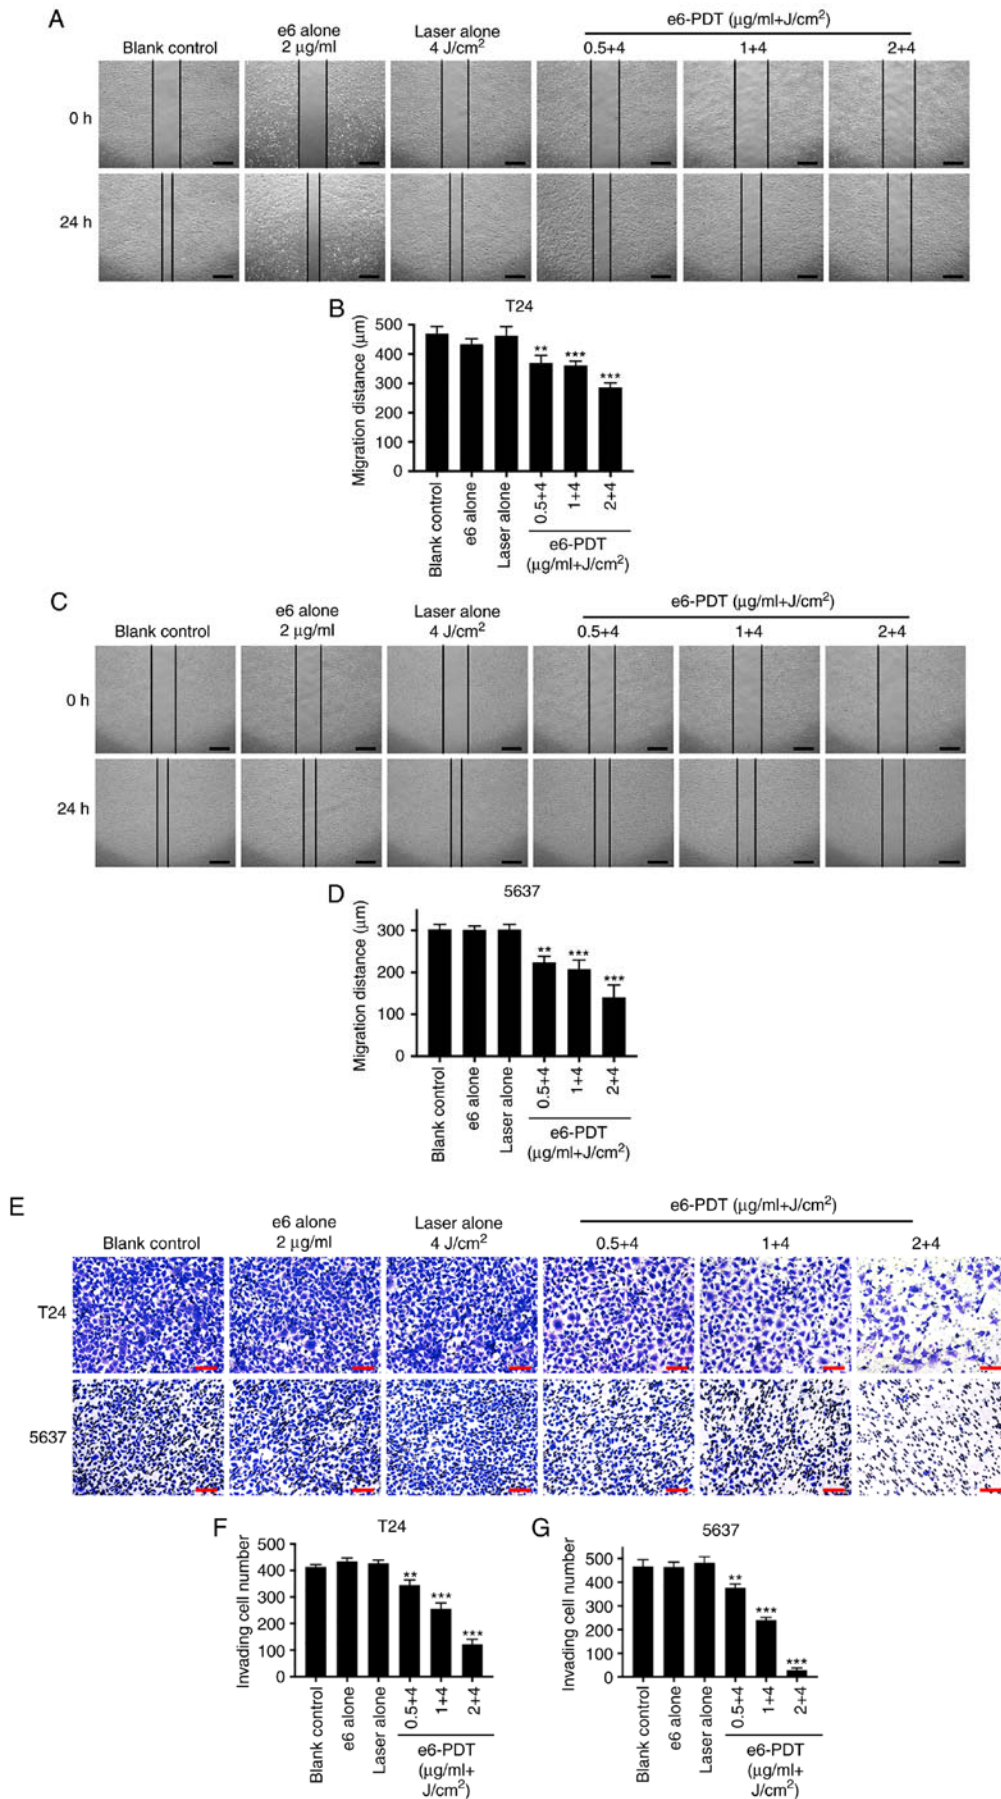 A
e6-PDT (μg/ml+J/cm²)
Blank control
e6 alone
2 μg/ml
Laser alone
4 J/cm²
0.5+4
1+4
2+4
0 h
24 h
B
T24
Migration distance (μm)
500
400
300
200
100
0
**
***
***
Blank control
e6 alone
Laser alone
0.5+4
1+4
2+4
e6-PDT
(μg/ml+J/cm²)
C
e6-PDT (μg/ml+J/cm²)
Blank control
e6 alone
2 μg/ml
Laser alone
4 J/cm²
0.5+4
1+4
2+4
0 h
24 h
D
5637
Migration distance (μm)
300
200
100
0
**
***
***
Blank control
e6 alone
Laser alone
0.5+4
1+4
2+4
e6-PDT
(μg/ml+J/cm²)
E
e6-PDT (μg/ml+J/cm²)
Blank control
e6 alone
2 μg/ml
Laser alone
4 J/cm²
0.5+4
1+4
2+4
T24
5637
F
T24
Invading cell number
500
400
300
200
100
0
**
***
***
Blank control
e6 alone
Laser alone
0.5+4
1+4
2+4
e6-PDT
(μg/ml+
J/cm²)
G
5637
Invading cell number
500
400
300
200
100
0
**
***
***
Blank control
e6 alone
Laser alone
0.5+4
1+4
2+4
e6-PDT
(μg/ml+
J/cm²)